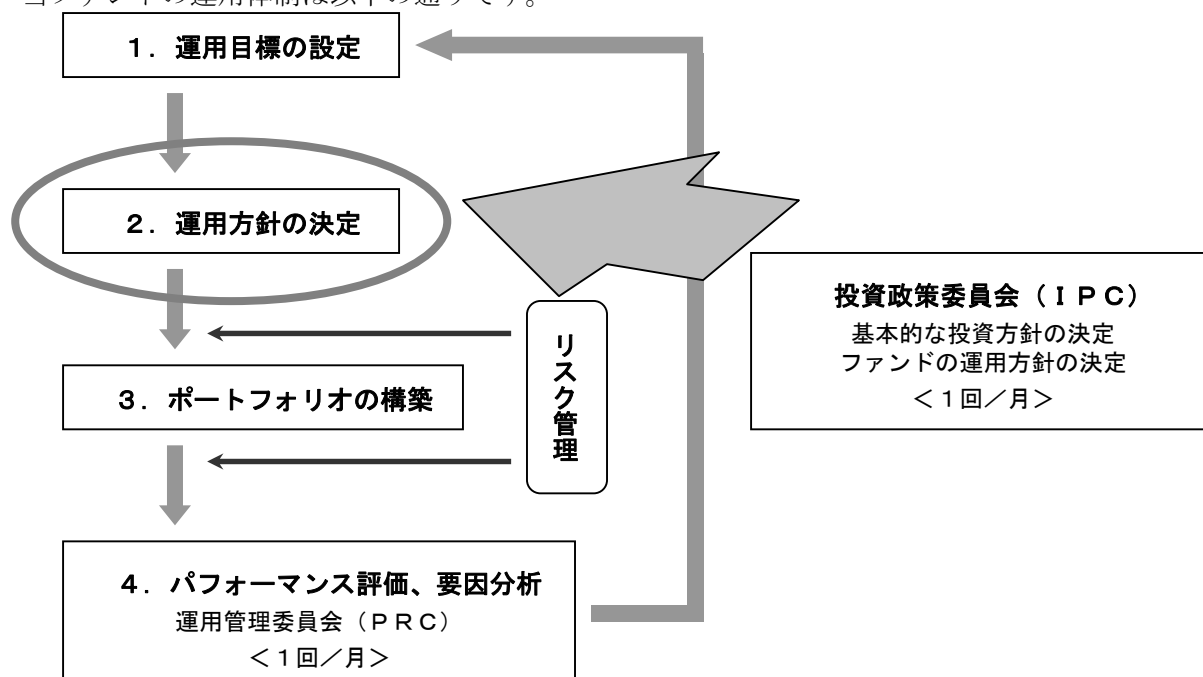 当ファンドの運用体制は以下の通りです。
１．運用目標の設定
２．運用方針の決定
３．ポートフォリオの構築
４．パフォーマンス評価、要因分析
運用管理委員会（ＰＲＣ）
＜１回／月＞
リスク管理
投資政策委員会（ＩＰＣ）
基本的な投資方針の決定
ファンドの運用方針の決定
＜１回／月＞